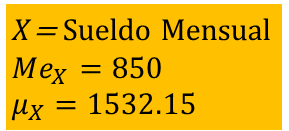 X = Sueldo Mensual
Me_X = 850
μ_X = 1532.15